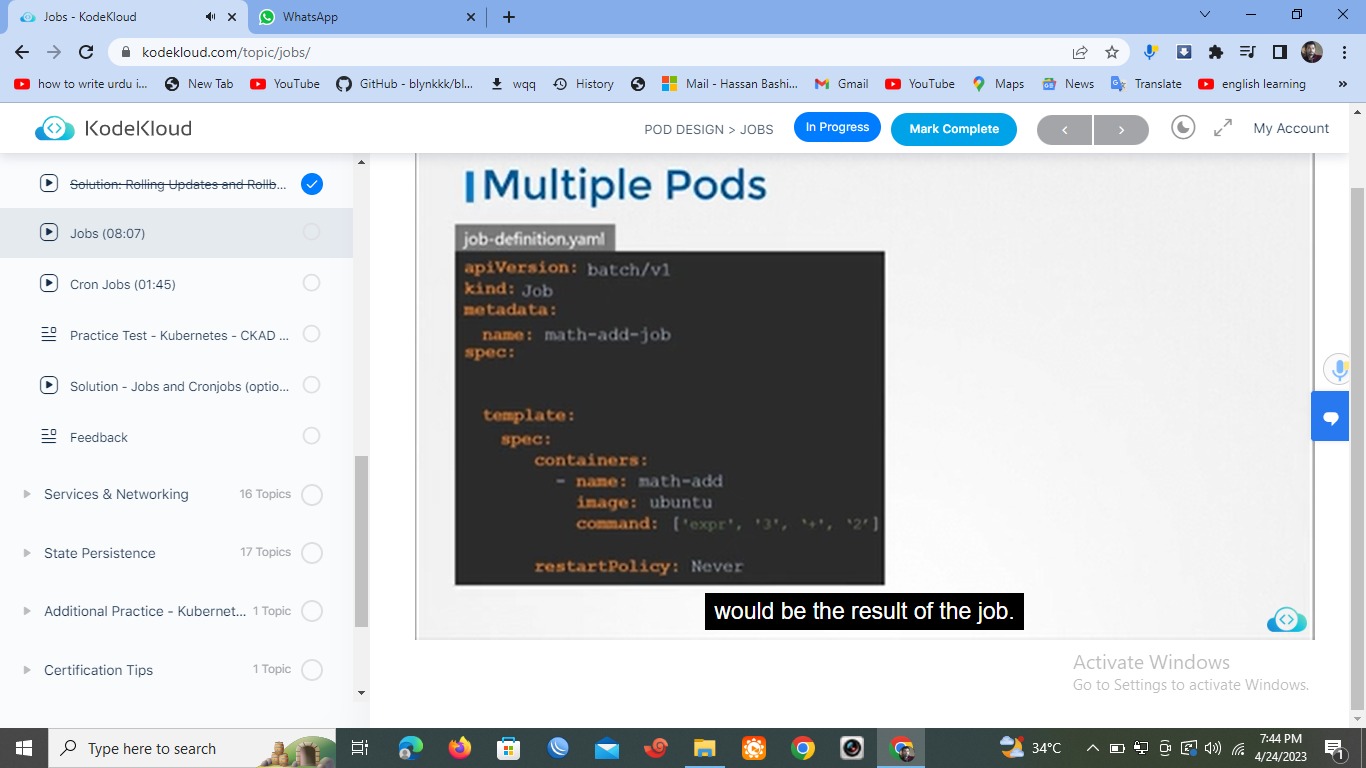 Jobs - KodeKloud
WhatsApp
kodekloud.com/topic/jobs/
how to write urdu i...
New Tab
YouTube
GitHub - blynkkk/bl...
wqq
History
Mail - Hassan Bashi...
Gmail
YouTube
Maps
News
Translate
english learning
»
KodeKloud
POD DESIGN > JOBS
In Progress
Mark Complete
My Account
Solution: Rolling Updates and Rollb...
Jobs (08:07)
Cron Jobs (01:45)
Practice Test - Kubernetes - CKAD ...
Solution - Jobs and Cronjobs (optio...
Feedback
Services & Networking 16 Topics
State Persistence 17 Topics
Additional Practice - Kubernet... 1 Topic
Certification Tips 1 Topic
Multiple Pods
job-definition.yaml
apiVersion: batch/v1
kind: Job
metadata:
name: math-add-job
spec:
template:
spec:
containers:
- name: math-add
image: ubuntu
command: ['expr', '3', '+', '2']
restartPolicy: Never
would be the result of the job.
Activate Windows
Go to Settings to activate Windows.
Type here to search
34°C
7:44 PM
4/24/2023
1